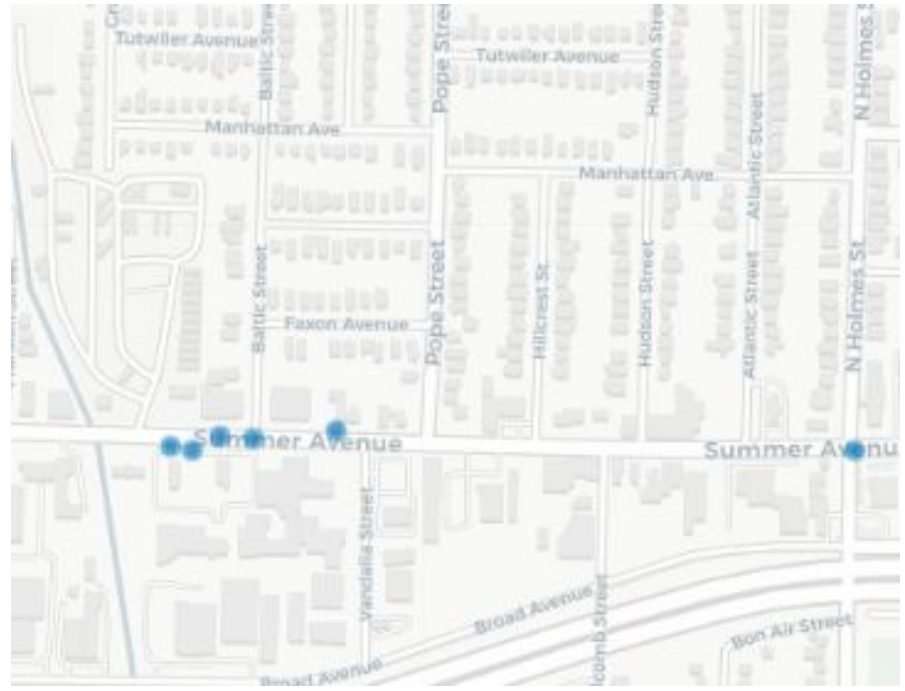 Tutwiler Avenue
Baltic Street
Pope Street
Tutwiler Avenue
Hudson Street
N Holmes S
Manhattan Ave
Manhattan Ave
Atlantic Street
Baltic Street
Faxon Avenue
Pope Street
Hillcrest St
Hudson Street
Atlantic Street
N Holmes St
Summer Avenue
Summer Avenu
Vandalia Street
Broad Avenue
Broad Avenue
lcomb Street
Bon Air Street